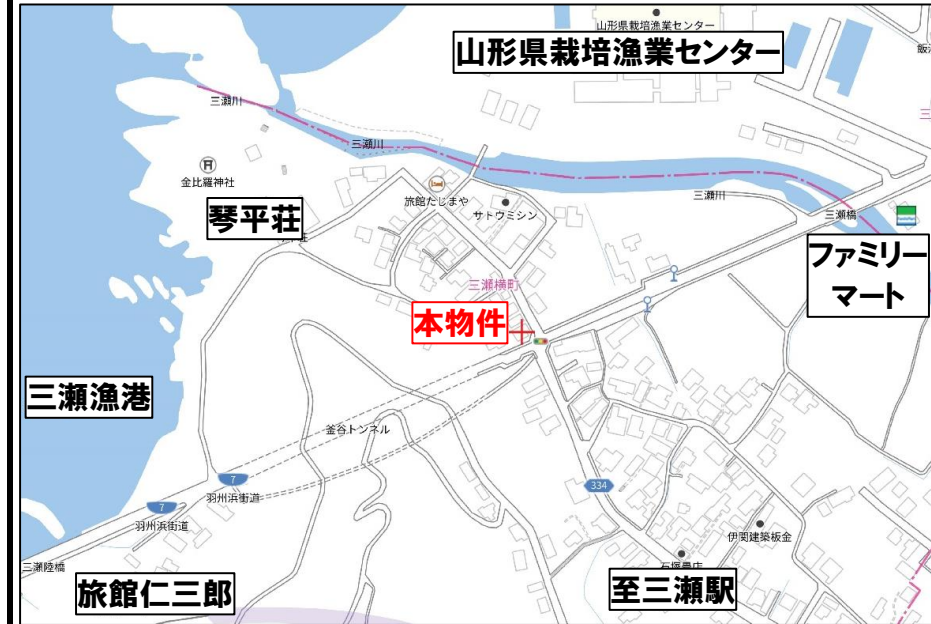 山形県栽培漁業センター
山形県栽培漁業センター
三瀬川
三瀬川
金比羅神社
旅館たじまや
サトウミシン
三瀬川
三瀬橋
琴平荘
ファミリー
マート
三瀬横町
本物件
三瀬漁港
釜谷トンネル
7
羽州浜街道
7
羽州浜街道
334
伊関建築板金
三瀬陸橋
旅館仁三郎
至三瀬駅